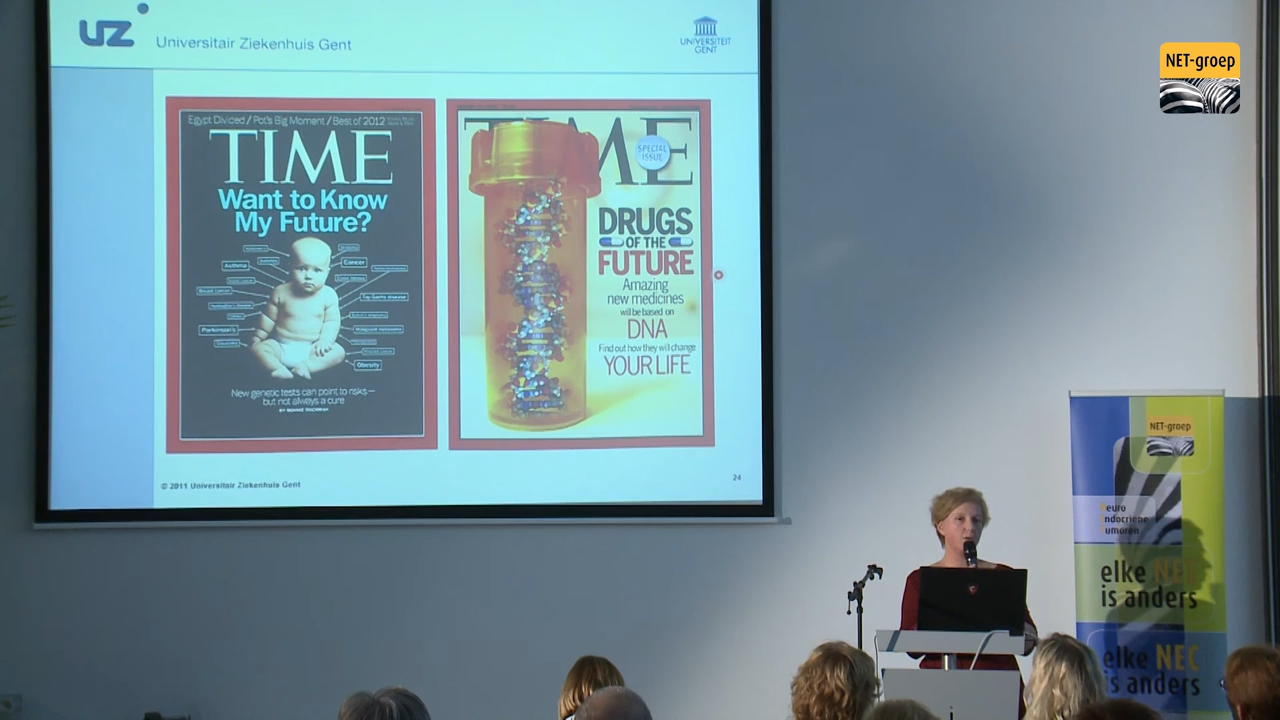 uz
Universitair Ziekenhuis Gent
UNIVERSITEIT
GENT
NET-groep
Egypt Divided / Pot's Big Moment / Best of 2012
TIME
Want to Know
My Future?
Asthma
Cancer
Tay-Sachs disease
Parkinson's
Obesity
New genetic tests can point to risks—
but not always a cure
TIME
SPECIAL
ISSUE
DRUGS
OF THE
FUTURE
Amazing
new medicines
will be based on
DNA
Find out how they will change
YOUR LIFE
© 2011 Universitair Ziekenhuis Gent
24
NET-groep
euro
ndocriene
umoren
elke NET
is anders
elke NEC
is anders